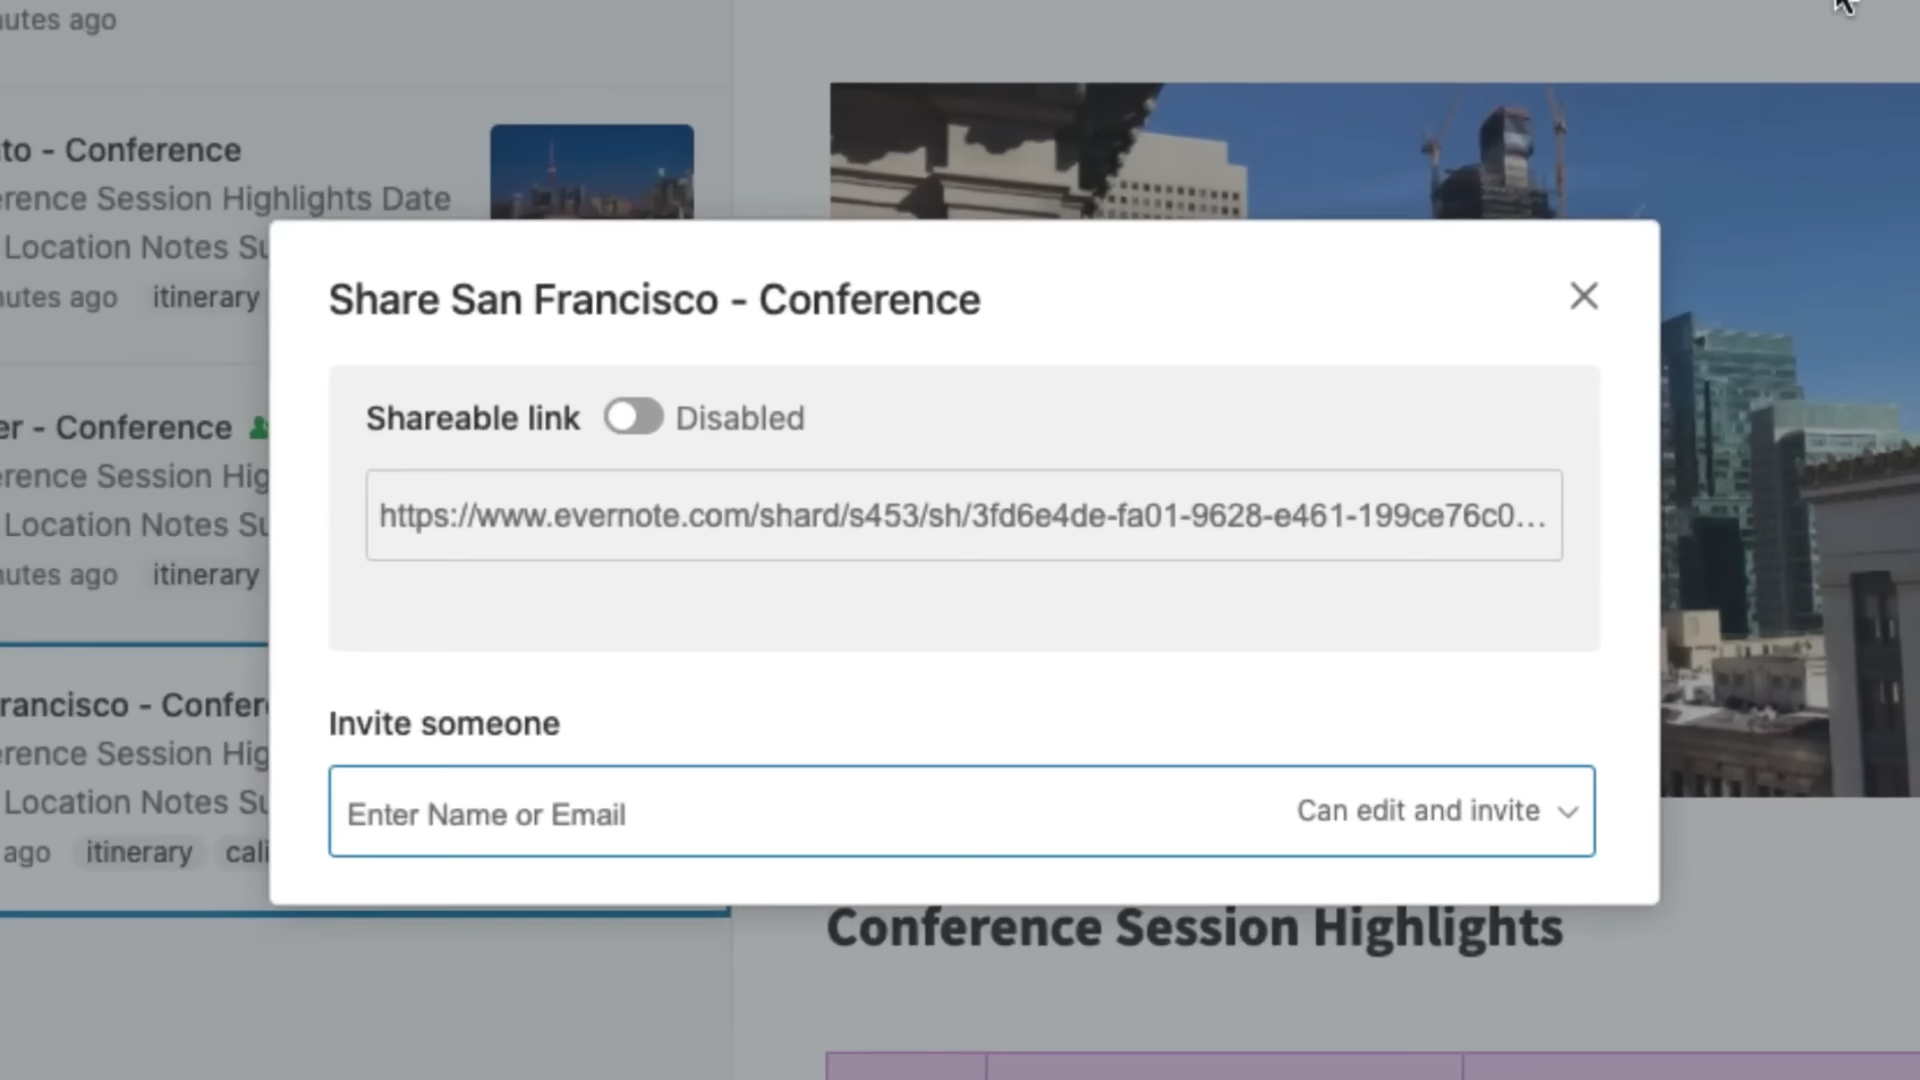 utes ago
to - Conference
erence Session Highlights Date
Location Notes Su
utes ago itinerary
er - Conference
erence Session Hig
Location Notes Su
utes ago itinerary
rancisco - Confer
erence Session Hig
Location Notes Su
ago itinerary cali
Share San Francisco - Conference
Shareable link Disabled
https://www.evernote.com/shard/s453/sh/3fd6e4de-fa01-9628-e461-199ce76c0...
Invite someone
Enter Name or Email Can edit and invite
Conference Session Highlights